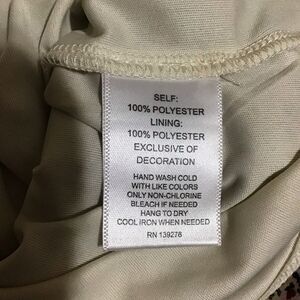 SELF:
100% POLYESTER
LINING:
100% POLYESTER
EXCLUSIVE OF
DECORATION
HAND WASH COLD
WITH LIKE COLORS
ONLY NON-CHLORINE
BLEACH IF NEEDED
HANG TO DRY
COOL IRON WHEN NEEDED
RN 139276